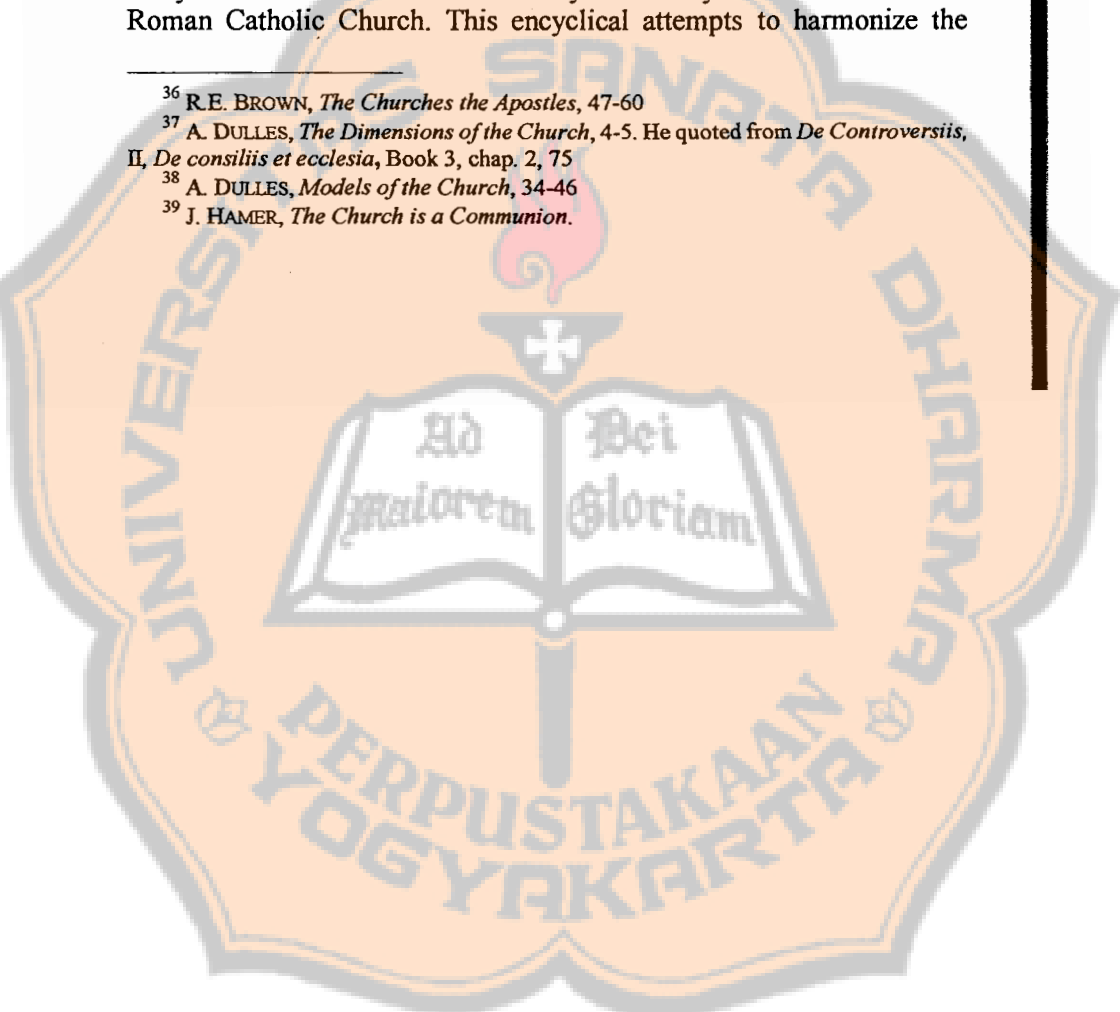 Roman Catholic Church. This encyclical attempts to harmonize the
36 R.E. BROWN, The Churches the Apostles, 47-60
37 A. DULLES, The Dimensions of the Church, 4-5. He quoted from De Controversiis,
II, De consiliis et ecclesia, Book 3, chap. 2, 75
38 A. DULLES, Models of the Church, 34-46
39 J. HAMER, The Church is a Communion.
UNIVERSITAS SANATA DHARMA
Ad Dei
maiorem Gloriam
PERPUSTAKAAN
YOGYAKARTA